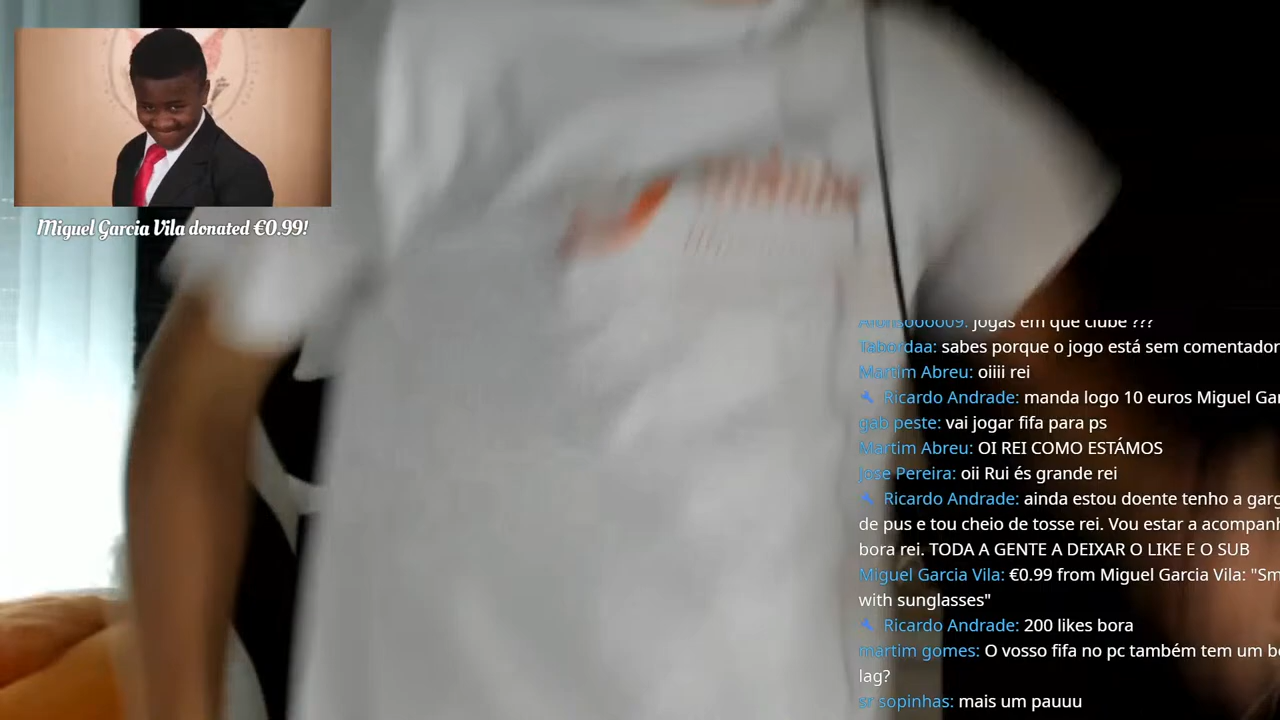 Miguel Garcia Vila donated €0.99!
jogas em que clube ???
Tabordaa: sabes porque o jogo está sem comentador
Martim Abreu: oiiii rei
Ricardo Andrade: manda logo 10 euros Miguel Gar
gab peste: vai jogar fifa para ps
Martim Abreu: OI REI COMO ESTÁMOS
Jose Pereira: oii Rui és grande rei
Ricardo Andrade: ainda estou doente tenho a garg
de pus e tou cheio de tosse rei. Vou estar a acompanh
bora rei. TODA A GENTE A DEIXAR O LIKE E O SUB
Miguel Garcia Vila: €0.99 from Miguel Garcia Vila: "Sm
with sunglasses"
Ricardo Andrade: 200 likes bora
martim gomes: O vosso fifa no pc também tem um be
lag?
sr sopinhas: mais um pauuu